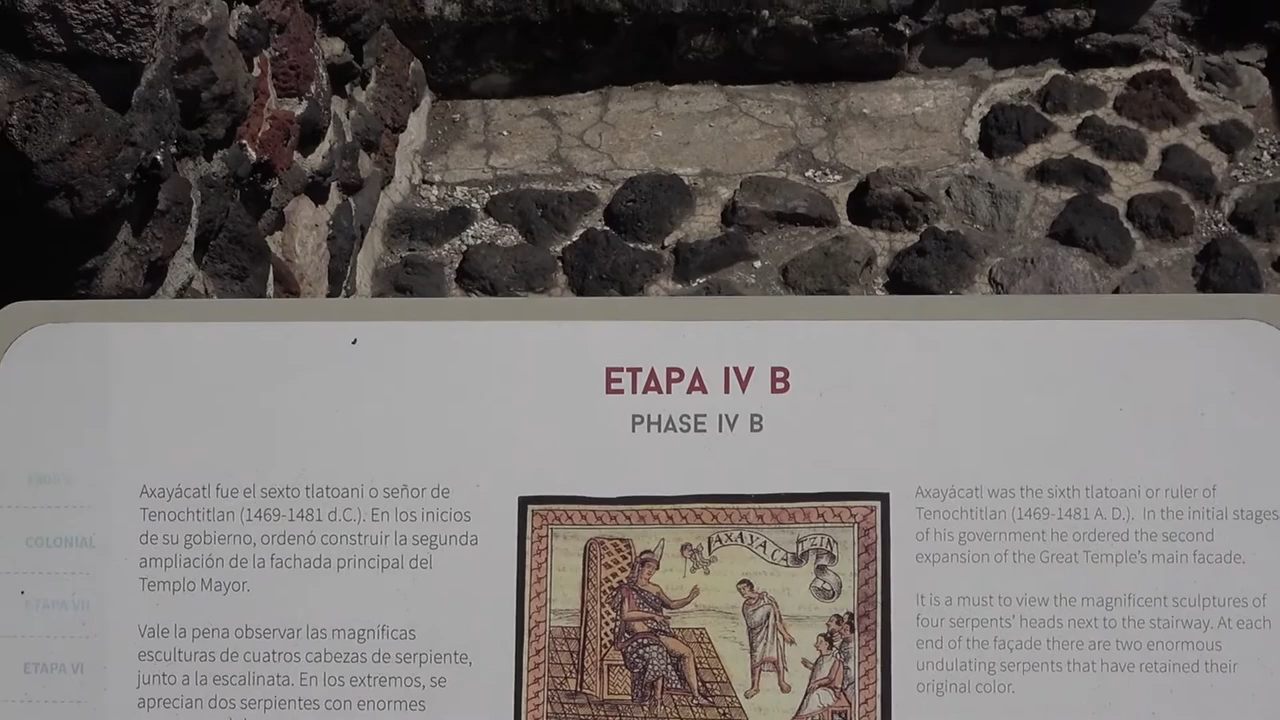 ETAPA IV B
PHASE IV B
COLONIAL
ETAPA VII
ETAPA VI
Axayácatl fue el sexto tlatoani o señor de
Tenochtitlan (1469-1481 d.C.). En los inicios
de su gobierno, ordenó construir la segunda
ampliación de la fachada principal del
Templo Mayor.
Vale la pena observar las magníficas
esculturas de cuatros cabezas de serpiente,
junto a la escalinata. En los extremos, se
aprecian dos serpientes con enormes
AXAYACA TZIN
Axayácatl was the sixth tlatoani or ruler of
Tenochtitlan (1469-1481 A. D.). In the initial stages
of his government he ordered the second
expansion of the Great Temple's main facade.
It is a must to view the magnificent sculptures of
four serpents' heads next to the stairway. At each
end of the façade there are two enormous
undulating serpents that have retained their
original color.